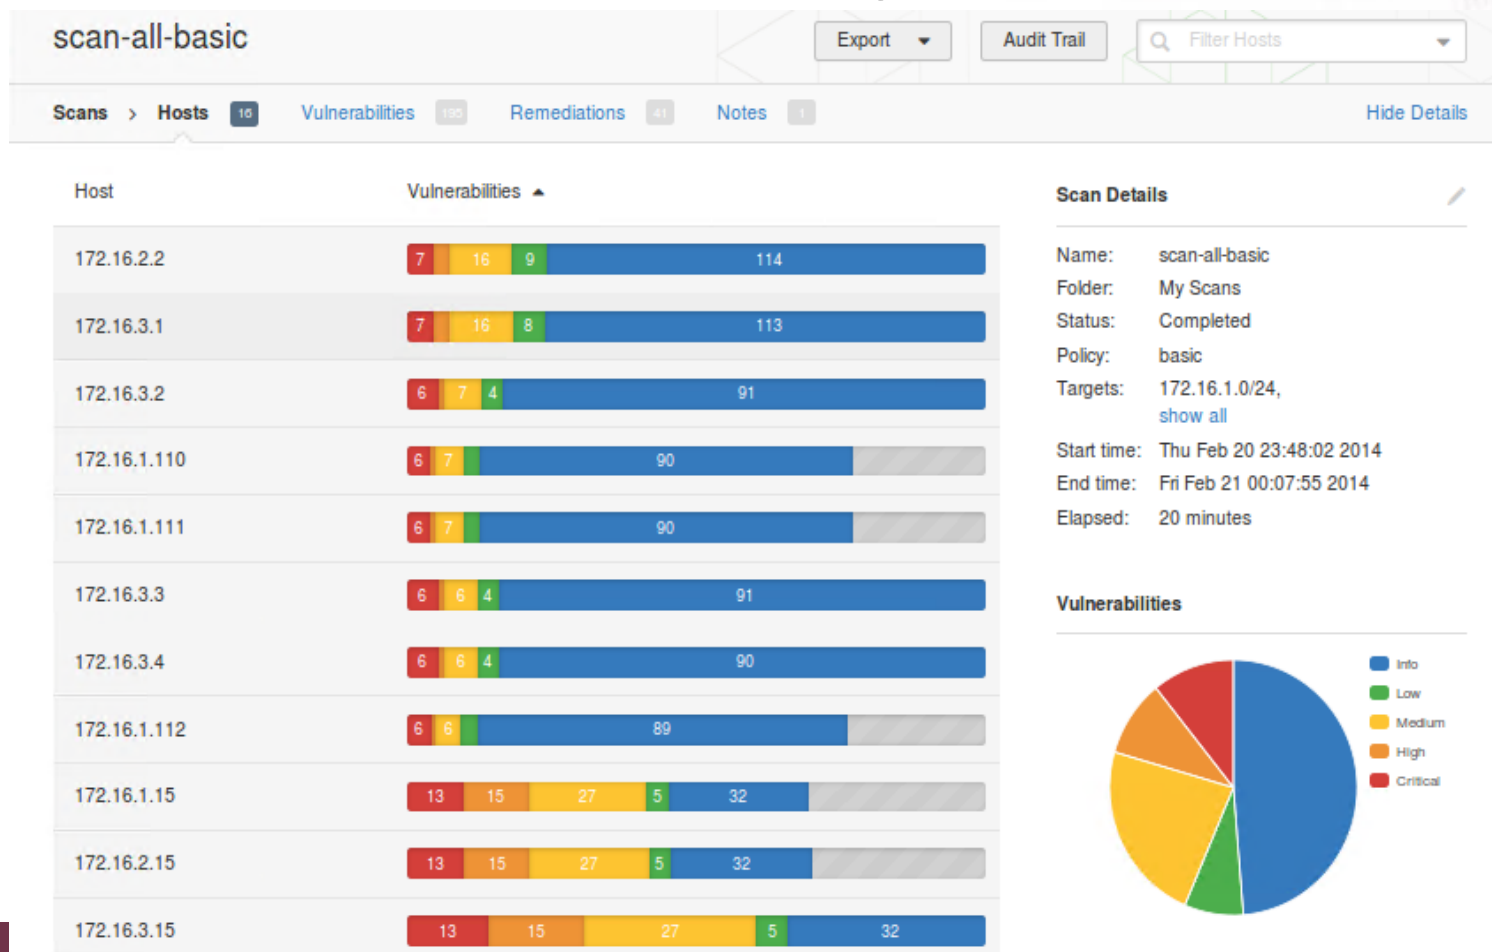 scan-all-basic
Export
Audit Trail
Filter Hosts
Scans > Hosts 16 Vulnerabilities 195 Remediations 41 Notes 1
Hide Details
Host Vulnerabilities
172.16.2.2 7 16 9 114
172.16.3.1 7 16 8 113
172.16.3.2 6 7 4 91
172.16.1.110 6 7 90
172.16.1.111 6 7 90
172.16.3.3 6 6 4 91
172.16.3.4 6 6 4 90
172.16.1.112 6 6 89
172.16.1.15 13 15 27 5 32
172.16.2.15 13 15 27 5 32
172.16.3.15 13 15 27 5 32
Scan Details
Name: scan-all-basic
Folder: My Scans
Status: Completed
Policy: basic
Targets: 172.16.1.0/24,
show all
Start time: Thu Feb 20 23:48:02 2014
End time: Fri Feb 21 00:07:55 2014
Elapsed: 20 minutes
Vulnerabilities
Info
Low
Medium
High
Critical